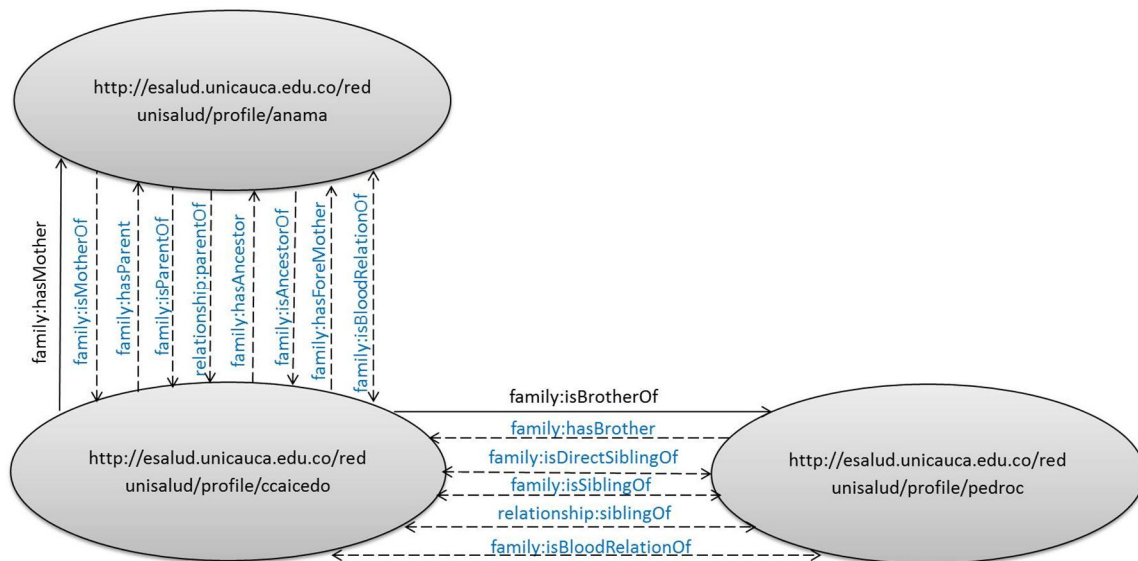 http://esalud.unicauca.edu.co/red
unisalud/profile/anama
family:hasMother
family:isMotherOf
family:hasParent
family:isParentOf
relationship:parentOf
family:hasAncestor
family:isAncestorOf
family:hasForeMother
family:isBloodRelationOf
http://esalud.unicauca.edu.co/red
unisalud/profile/ccaicedo
family:isBrotherOf
family:hasBrother
family:isDirectSiblingOf
family:isSiblingOf
relationship:siblingOf
family:isBloodRelationOf
http://esalud.unicauca.edu.co/red
unisalud/profile/pedroc